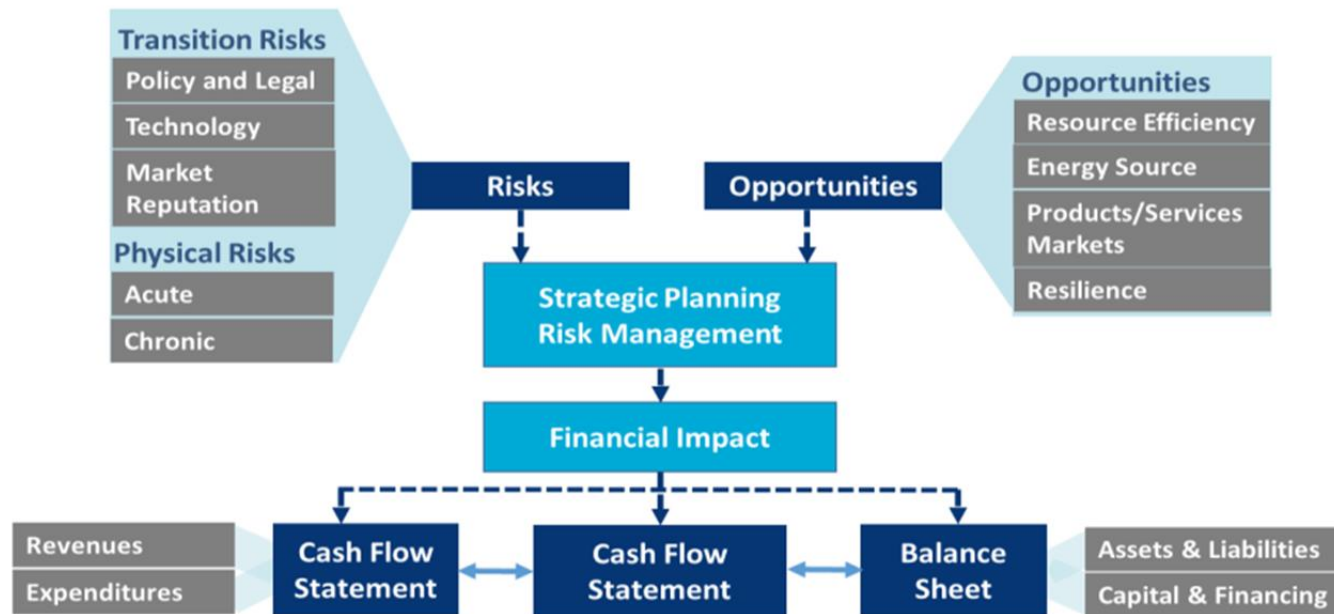 Transition Risks
Policy and Legal
Technology
Market
Reputation
Physical Risks
Acute
Chronic
Risks
Opportunities
Opportunities
Resource Efficiency
Energy Source
Products/Services
Markets
Resilience
Strategic Planning
Risk Management
Financial Impact
Revenues
Expenditures
Cash Flow
Statement
Cash Flow
Statement
Balance
Sheet
Assets & Liabilities
Capital & Financing